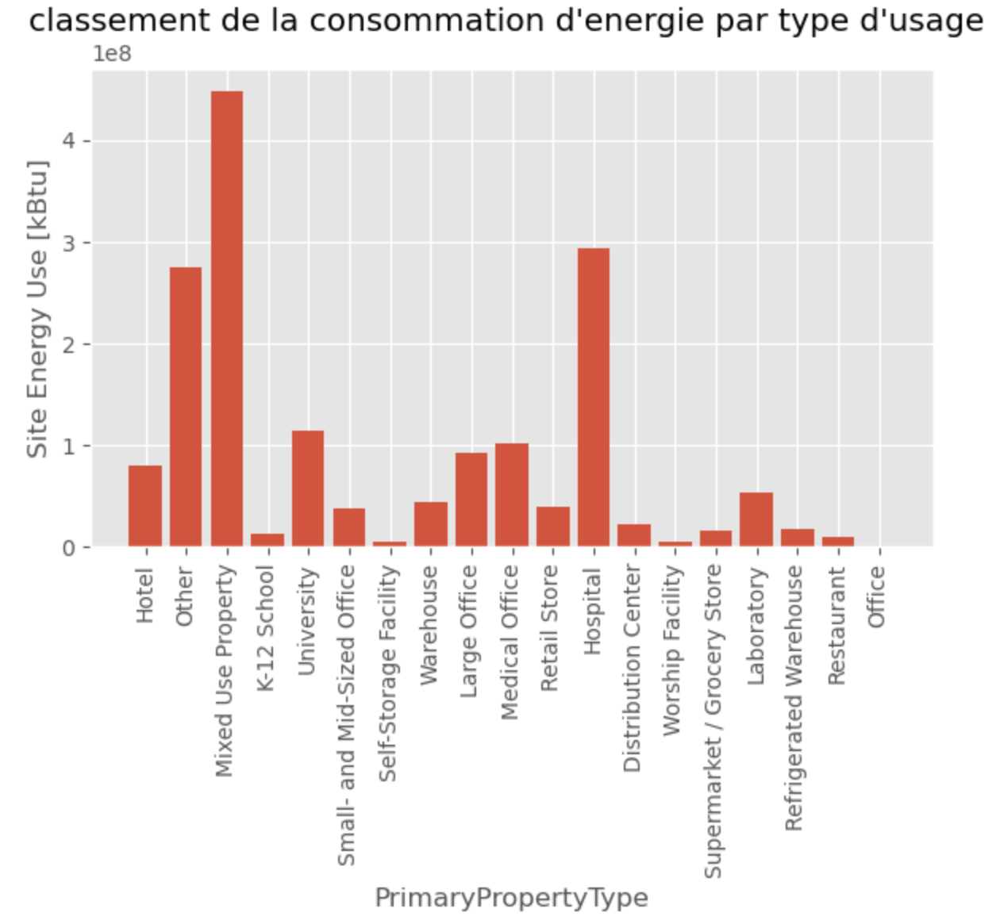 classement de la consommation d'energie par type d'usage
1e8
4
3
2
1
0
Site Energy Use [kBtu]
Hotel
Other
Mixed Use Property
K-12 School
University
Small- and Mid-Sized Office
Self-Storage Facility
Warehouse
Large Office
Medical Office
Retail Store
Hospital
Distribution Center
Worship Facility
Supermarket / Grocery Store
Laboratory
Refrigerated Warehouse
Restaurant
Office
PrimaryPropertyType